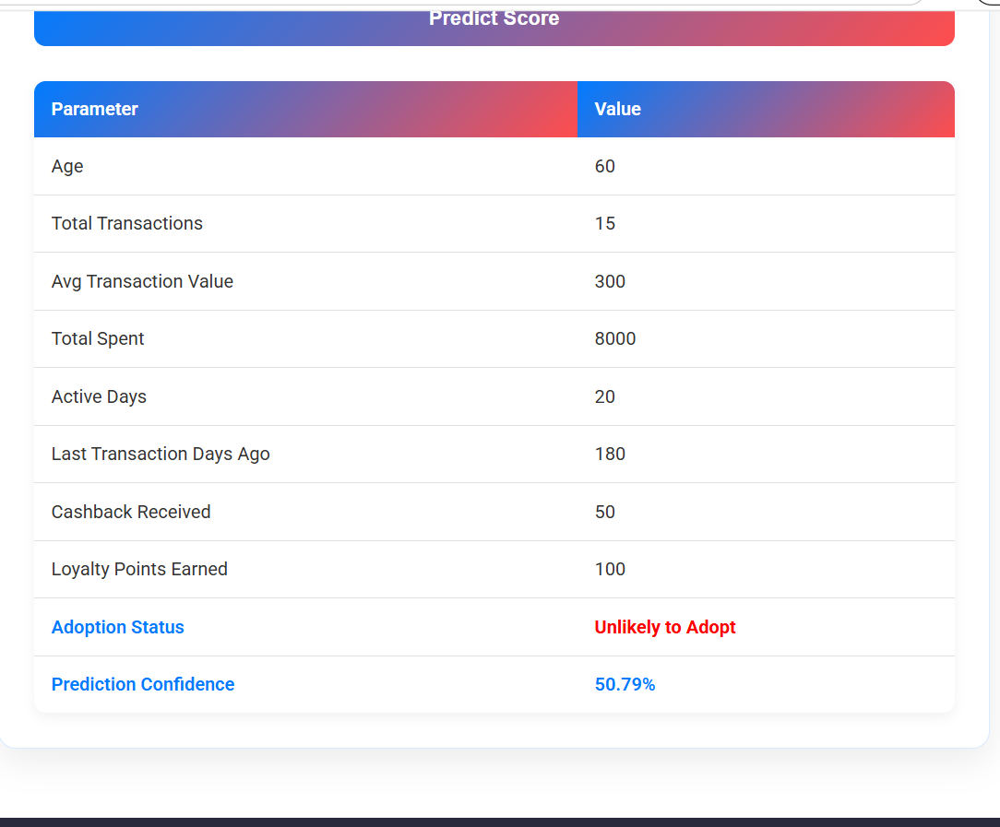 Predict Score
Parameter Value
Age 60
Total Transactions 15
Avg Transaction Value 300
Total Spent 8000
Active Days 20
Last Transaction Days Ago 180
Cashback Received 50
Loyalty Points Earned 100
Adoption Status Unlikely to Adopt
Prediction Confidence 50.79%